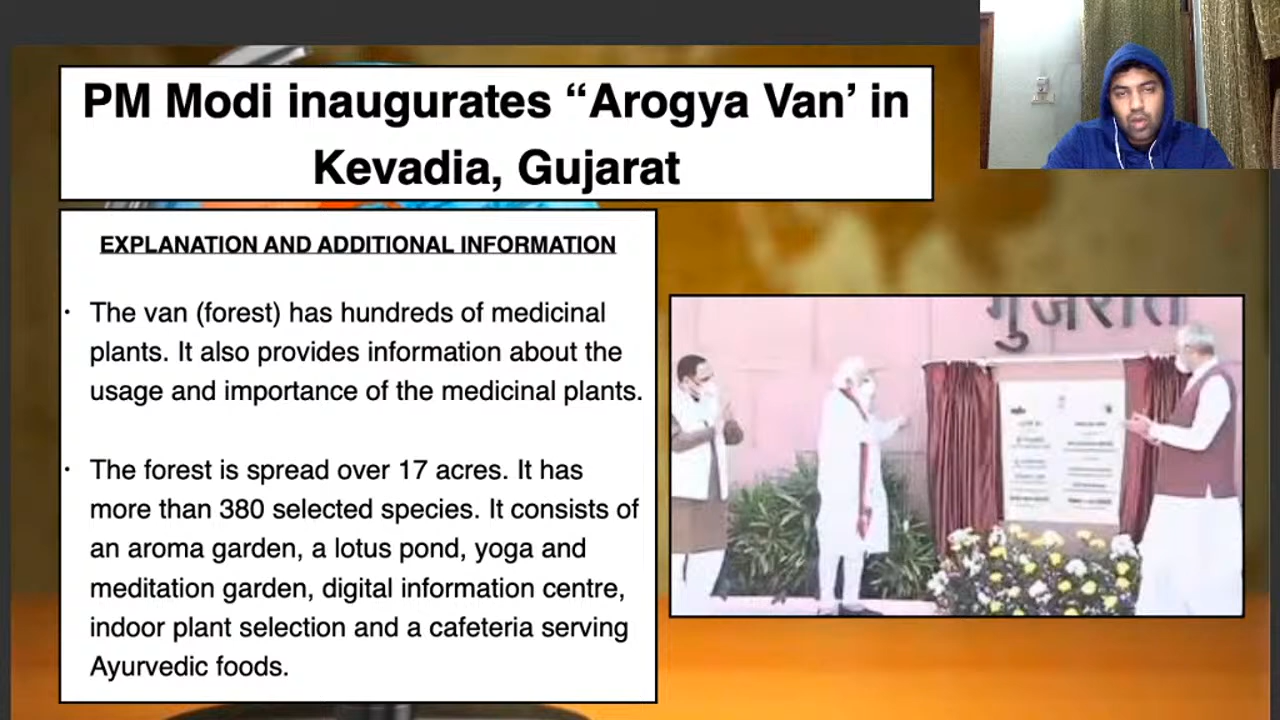 PM Modi inaugurates “Arogya Van’ in
Kevadia, Gujarat
EXPLANATION AND ADDITIONAL INFORMATION
· The van (forest) has hundreds of medicinal
plants. It also provides information about the
usage and importance of the medicinal plants.
· The forest is spread over 17 acres. It has
more than 380 selected species. It consists of
an aroma garden, a lotus pond, yoga and
meditation garden, digital information centre,
indoor plant selection and a cafeteria serving
Ayurvedic foods.
गुजरात